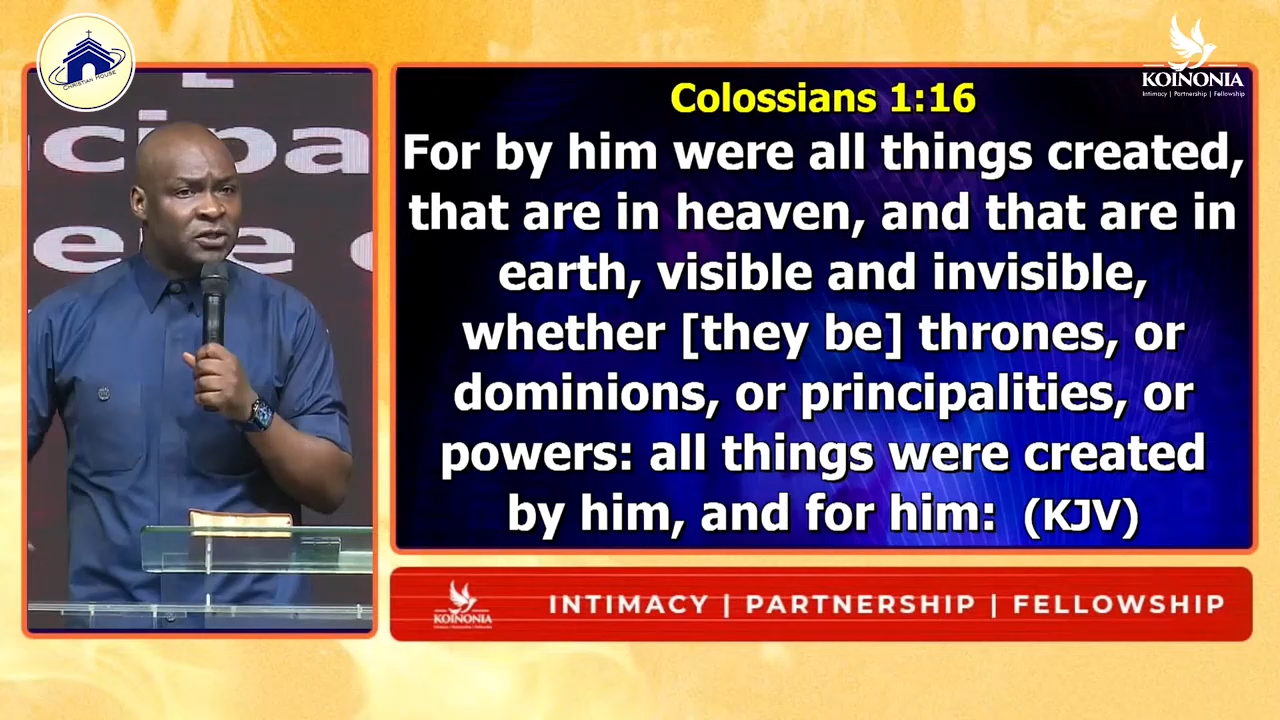 CHRISTIAN HOUSE
cipa
ere
KOINONIA
Intimacy | Partnership | Fellowship
Colossians 1:16
For by him were all things created,
that are in heaven, and that are in
earth, visible and invisible,
whether [they be] thrones, or
dominions, or principalities, or
powers: all things were created
by him, and for him: (KJV)
KOINONIA
INTIMACY | PARTNERSHIP | FELLOWSHIP